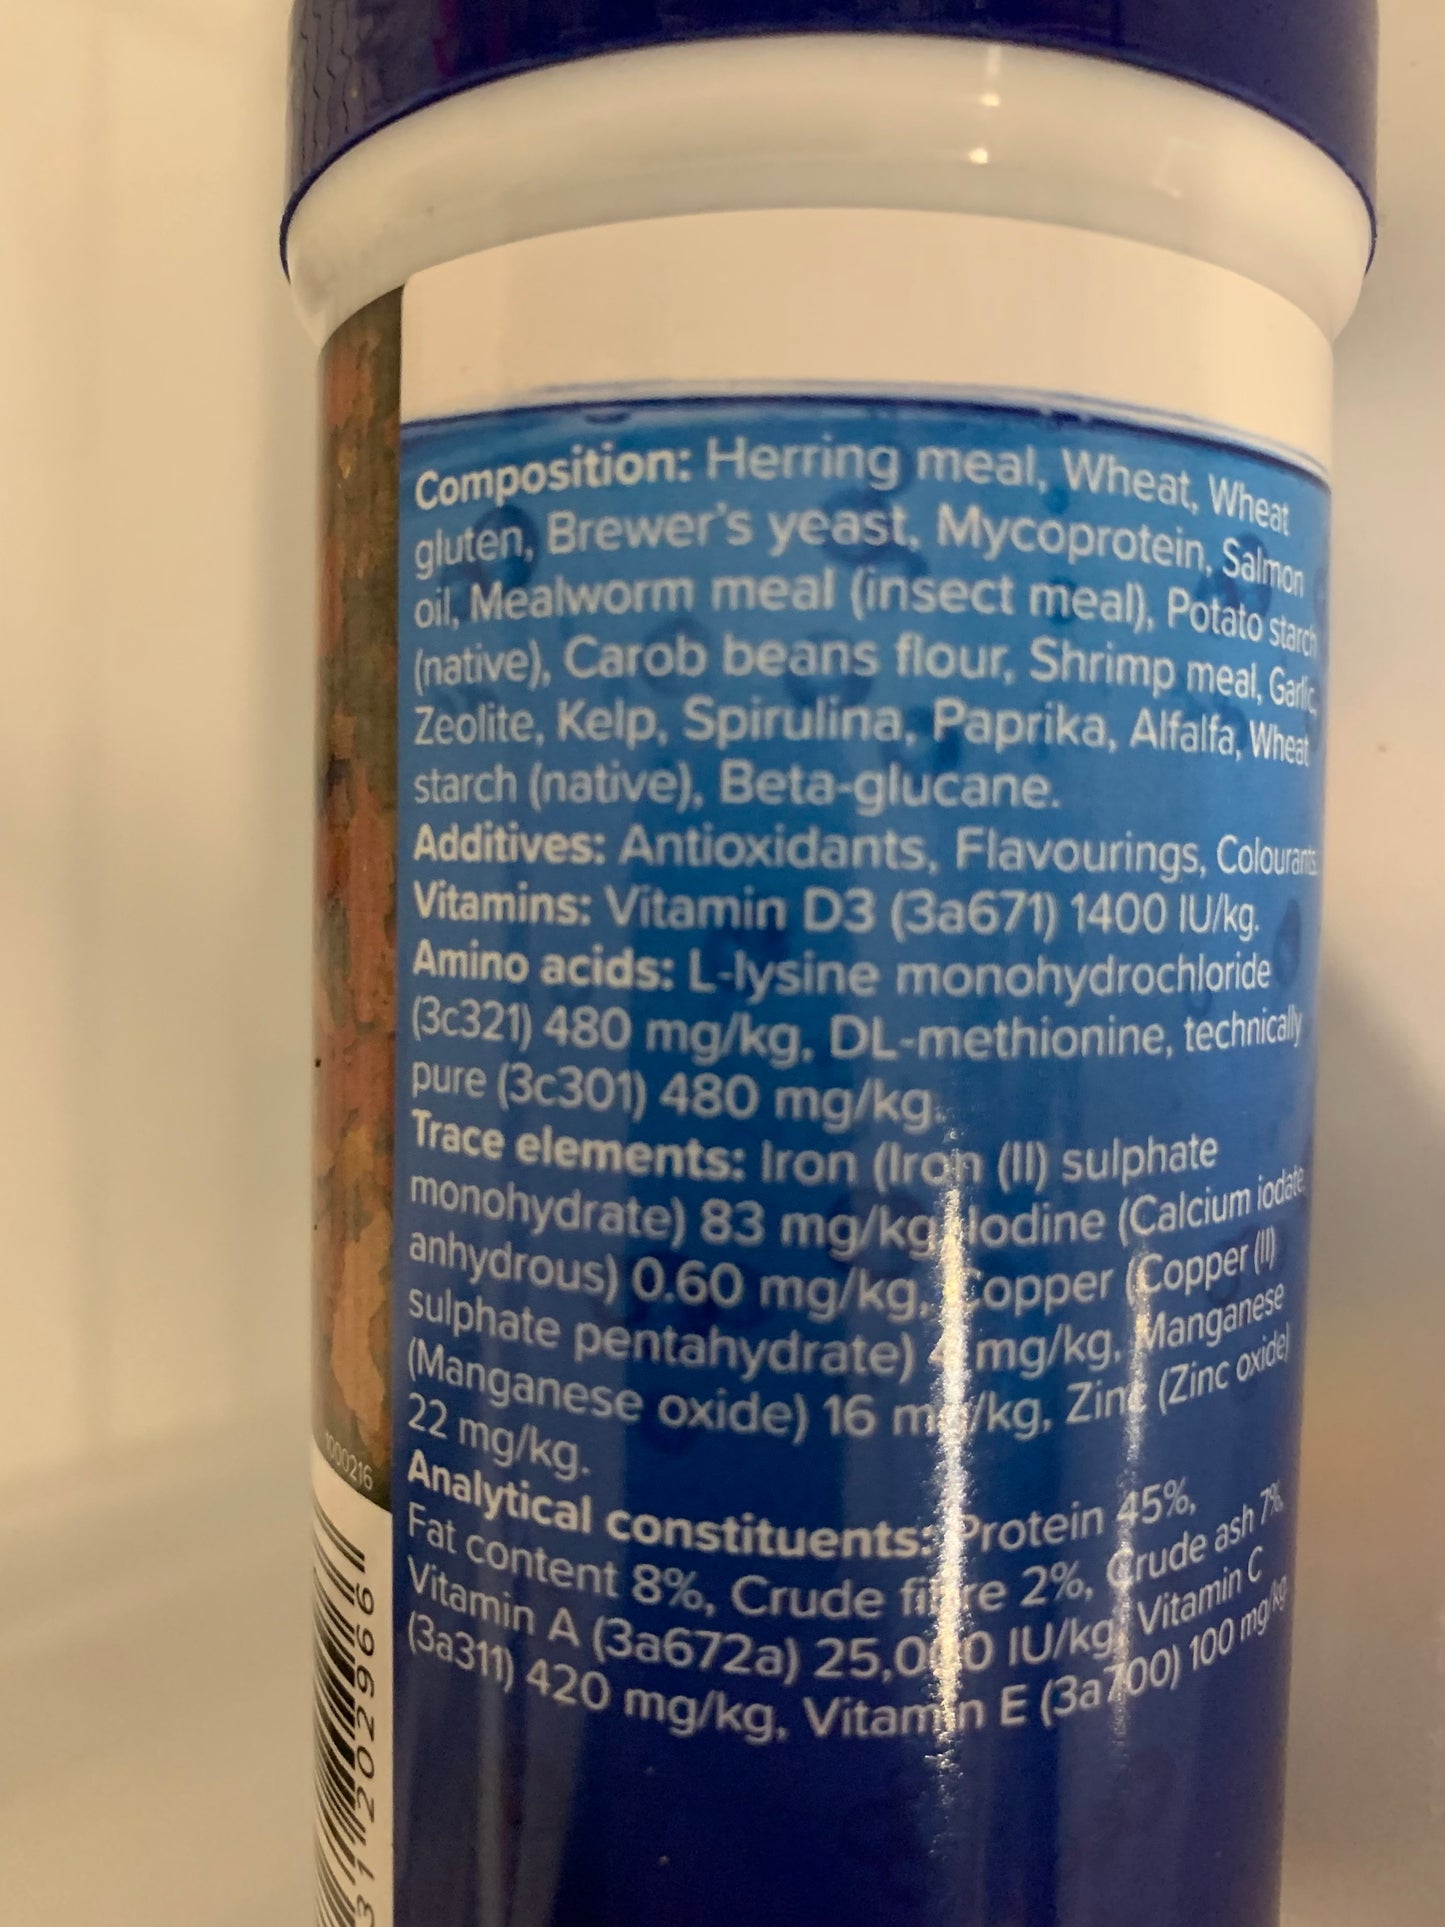 Composition: Herring meal, Wheat, Wheat
gluten, Brewer's yeast, Mycoprotein, Salmon
oil, Mealworm meal (insect meal), Potato starch
(native), Carob beans flour, Shrimp meal, Garlic,
Zeolite, Kelp, Spirulina, Paprika, Alfalfa, Wheat
starch (native), Beta-glucane.
Additives: Antioxidants, Flavourings, Colourants.
Vitamins: Vitamin D3 (3a671) 1400 IU/kg.
Amino acids: L-lysine monohydrochloride
(3c321) 480 mg/kg, DL-methionine, technically
pure (3c301) 480 mg/kg.
Trace elements: Iron (Iron (II) sulphate
monohydrate) 83 mg/kg, Iodine (Calcium iodate,
anhydrous) 0.60 mg/kg, Copper (Copper (II)
sulphate pentahydrate) mg/kg, Manganese
(Manganese oxide) 16 mg/kg, Zinc (Zinc oxide)
22 mg/kg.
Analytical constituents: Protein 45%,
Fat content 8%, Crude fibre 2%, Crude ash 7%,
Vitamin A (3a672a) 25,000 IU/kg, Vitamin C
(3a311) 420 mg/kg, Vitamin E (3a700) 100 mg/kg
1000216